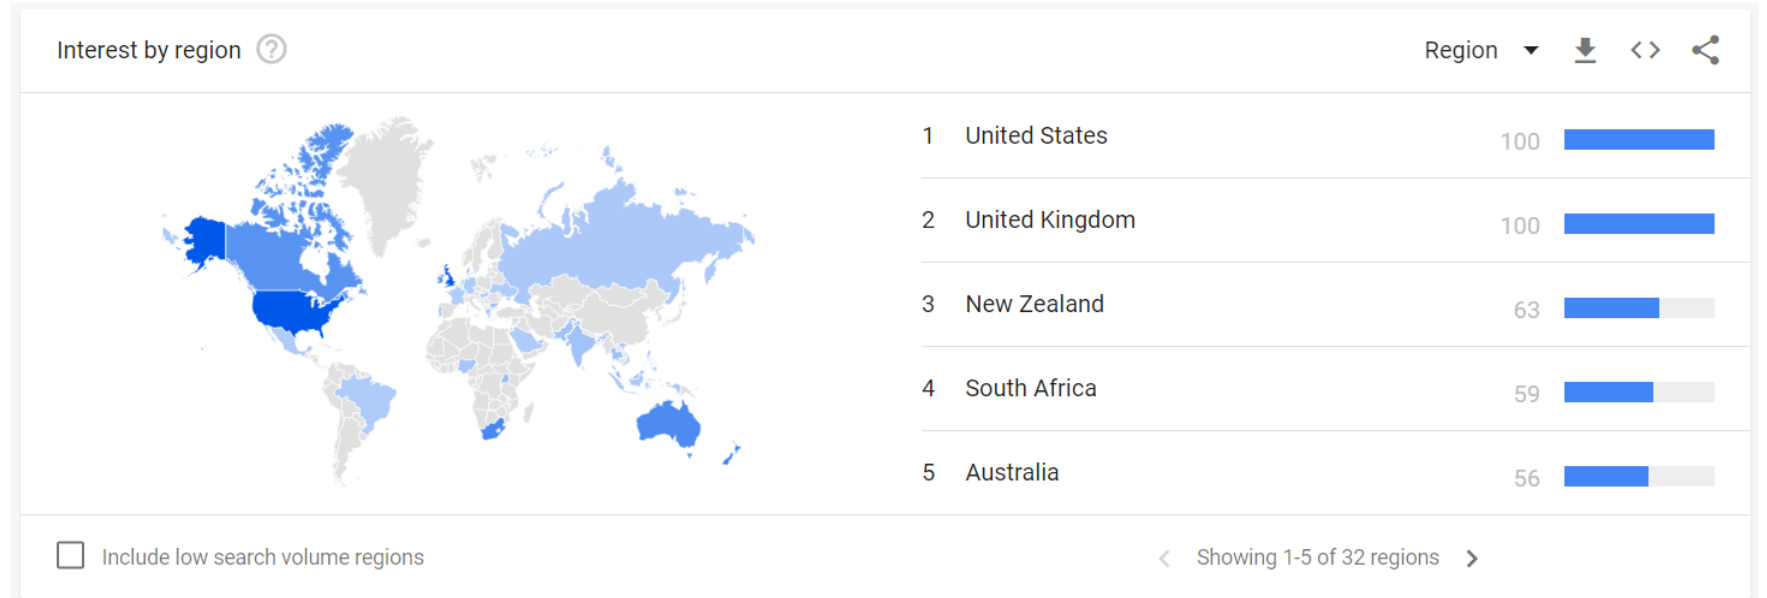 Interest by region ?
Region
1 United States 100
2 United Kingdom 100
3 New Zealand 63
4 South Africa 59
5 Australia 56
Include low search volume regions
Showing 1-5 of 32 regions